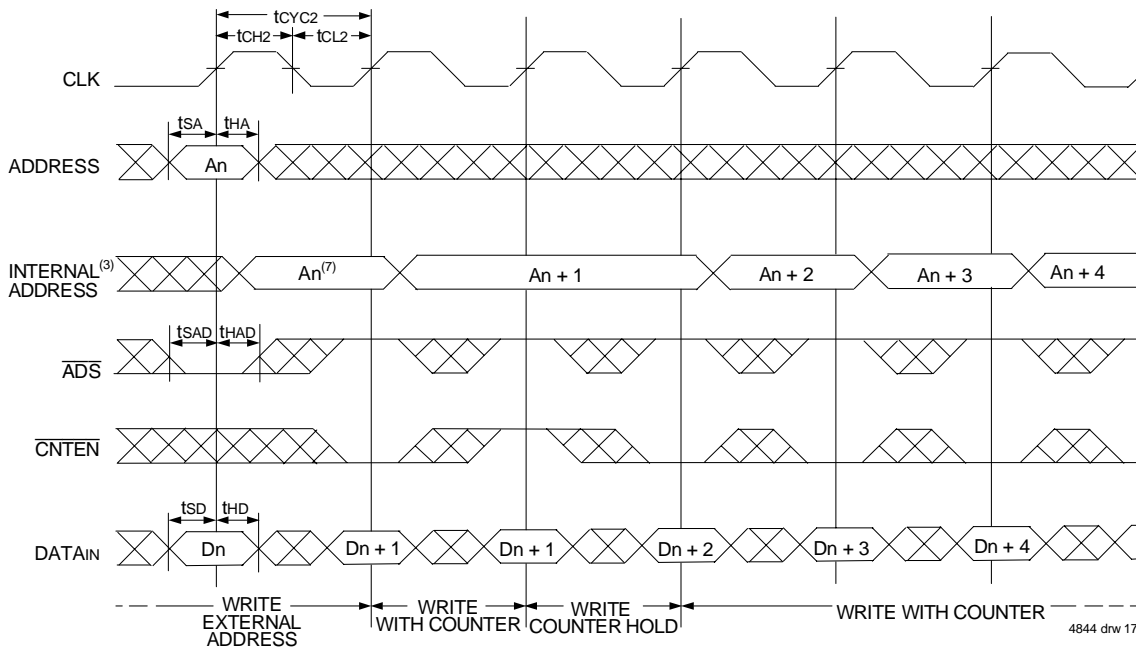 tCYC2
tCH2 tCL2
CLK
tSA tHA
ADDRESS An
INTERNAL(3) ADDRESS An(7) An + 1 An + 2 An + 3 An + 4
tSAD tHAD
ADS
CNTEN
tSD tHD
DATAIN Dn Dn + 1 Dn + 1 Dn + 2 Dn + 3 Dn + 4
WRITE EXTERNAL ADDRESS
WRITE WITH COUNTER
WRITE COUNTER HOLD
WRITE WITH COUNTER
4844 drw 17